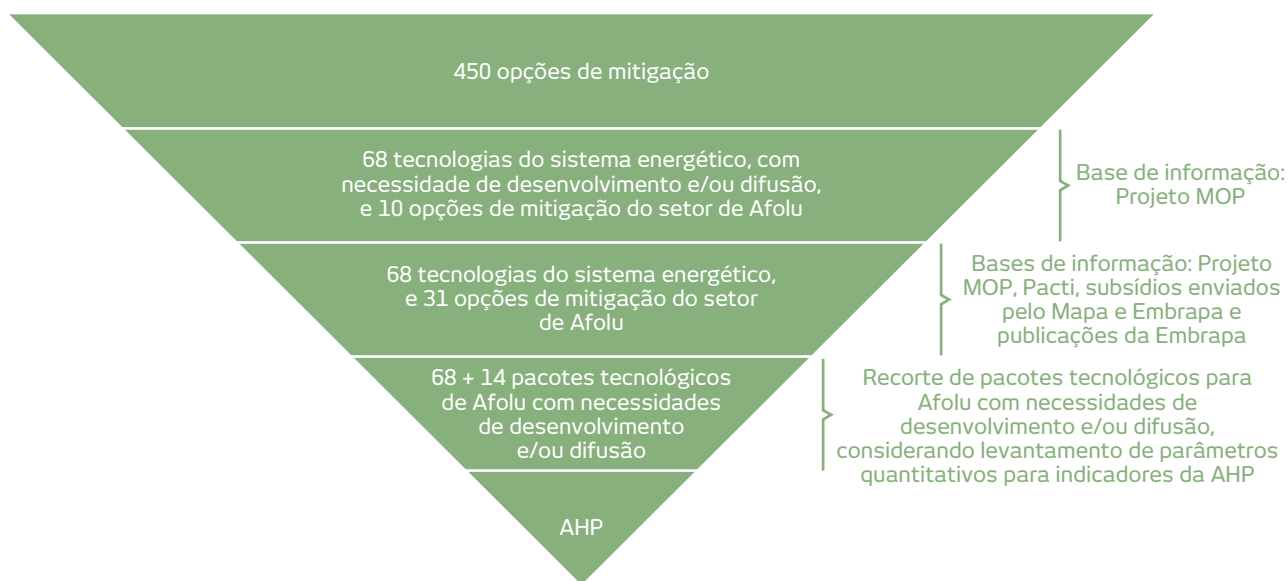 450 opções de mitigação
68 tecnologias do sistema energético, com
necessidade de desenvolvimento e/ou difusão,
e 10 opções de mitigação do setor de Afolu
Base de informação:
Projeto MOP
68 tecnologias do sistema energético,
e 31 opções de mitigação do setor
de Afolu
Bases de informação: Projeto
MOP, Pacti, subsídios enviados
pelo Mapa e Embrapa e
publicações da Embrapa
68 + 14 pacotes tecnológicos
de Afolu com necessidades
de desenvolvimento
e/ou difusão
Recorte de pacotes tecnológicos para
Afolu com necessidades de
desenvolvimento e/ou difusão,
considerando levantamento de parâmetros
quantitativos para indicadores da AHP
AHP